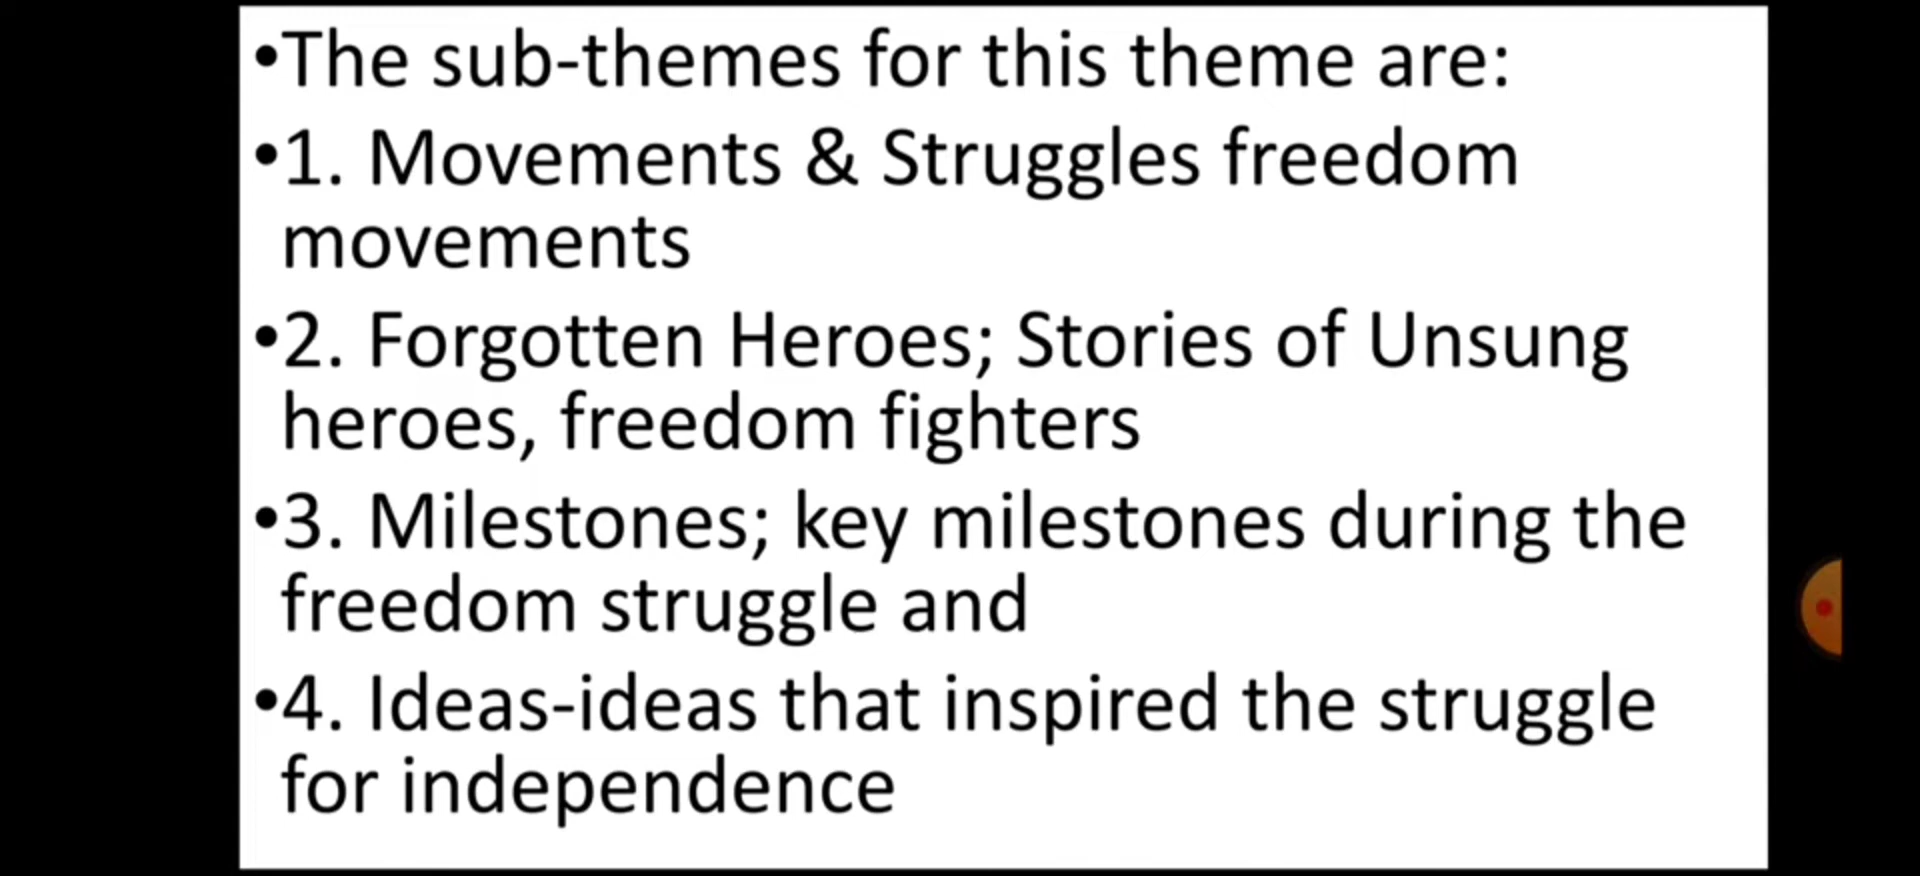 •The sub-themes for this theme are:
•1. Movements & Struggles freedom
movements
•2. Forgotten Heroes; Stories of Unsung
heroes, freedom fighters
•3. Milestones; key milestones during the
freedom struggle and
•4. Ideas-ideas that inspired the struggle
for independence